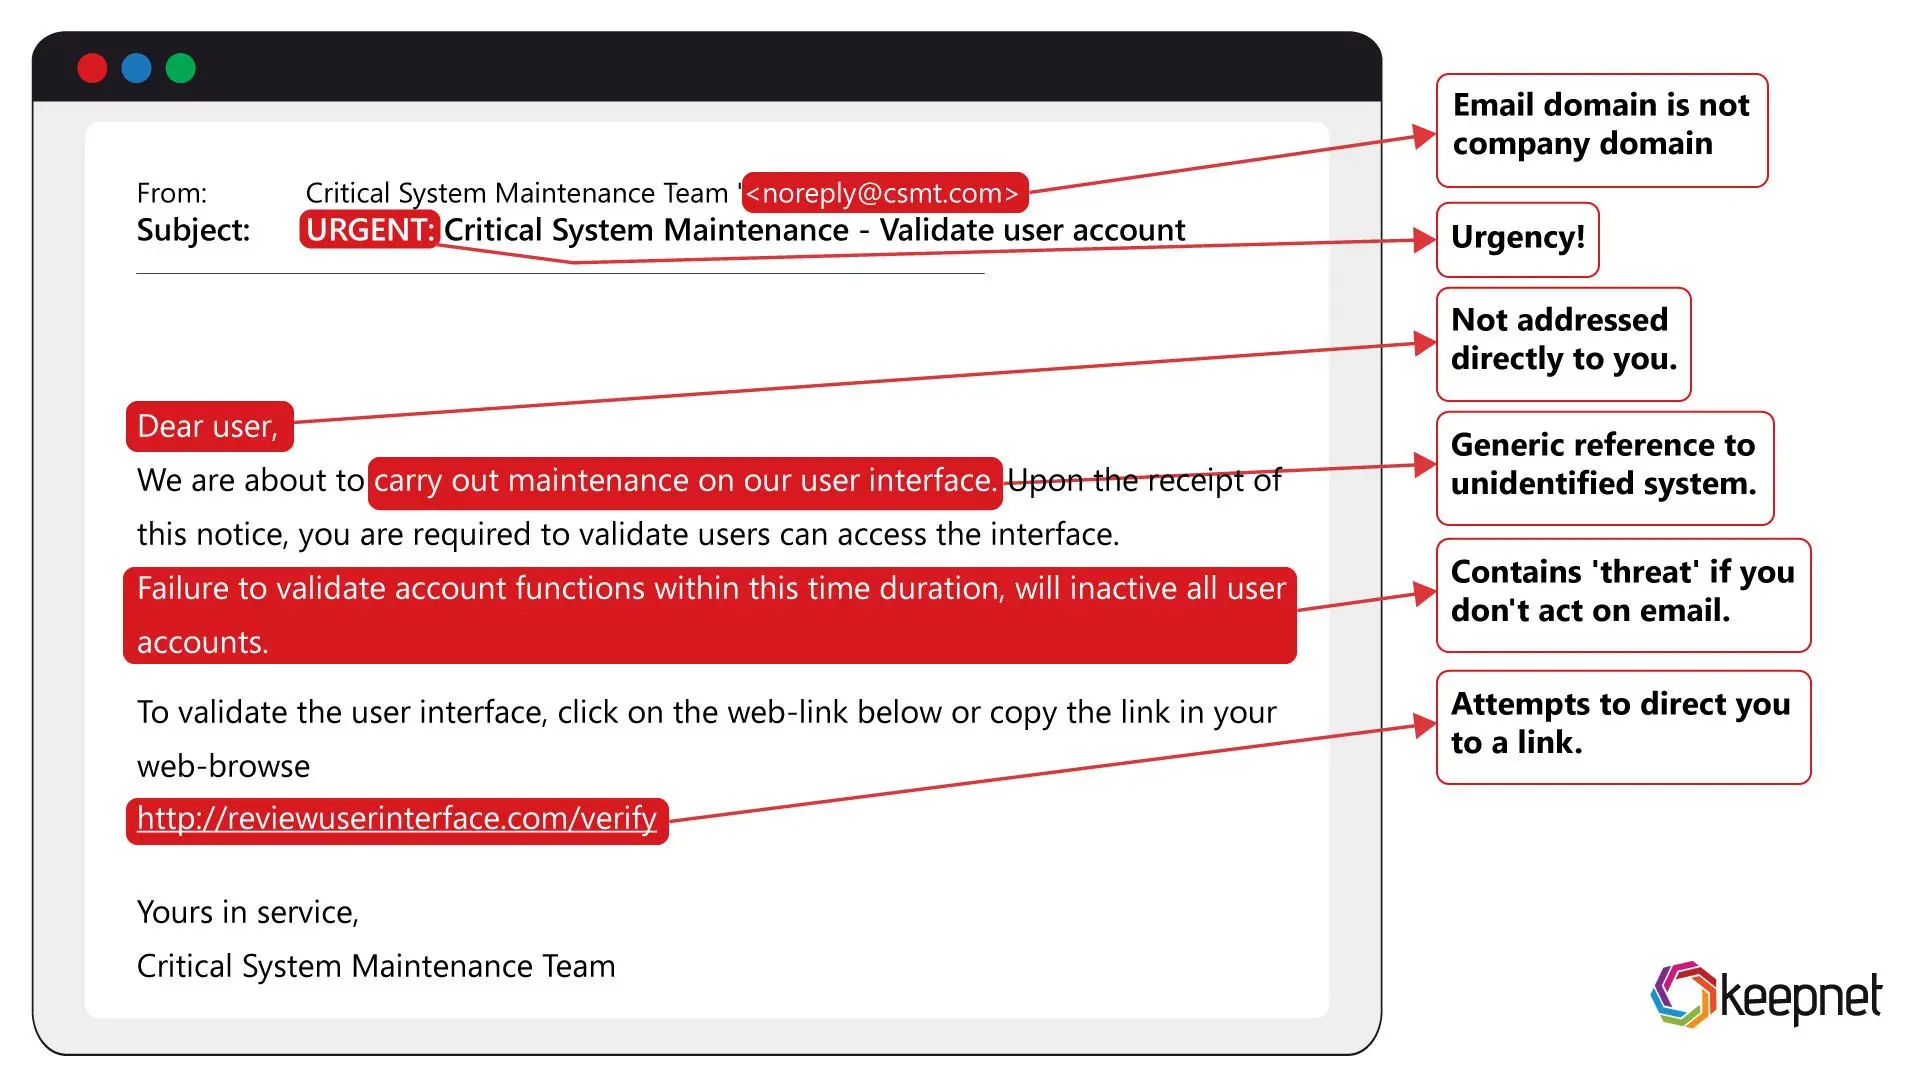 From: Critical System Maintenance Team '<noreply@csmt.com>
Subject: URGENT: Critical System Maintenance - Validate user account
Dear user,
We are about to carry out maintenance on our user interface. Upon the receipt of
this notice, you are required to validate users can access the interface.
Failure to validate account functions within this time duration, will inactive all user
accounts.
To validate the user interface, click on the web-link below or copy the link in your
web-browse
http://reviewuserinterface.com/verify
Yours in service,
Critical System Maintenance Team
Email domain is not
company domain
Urgency!
Not addressed
directly to you.
Generic reference to
unidentified system.
Contains 'threat' if you
don't act on email.
Attempts to direct you
to a link.
keepnet